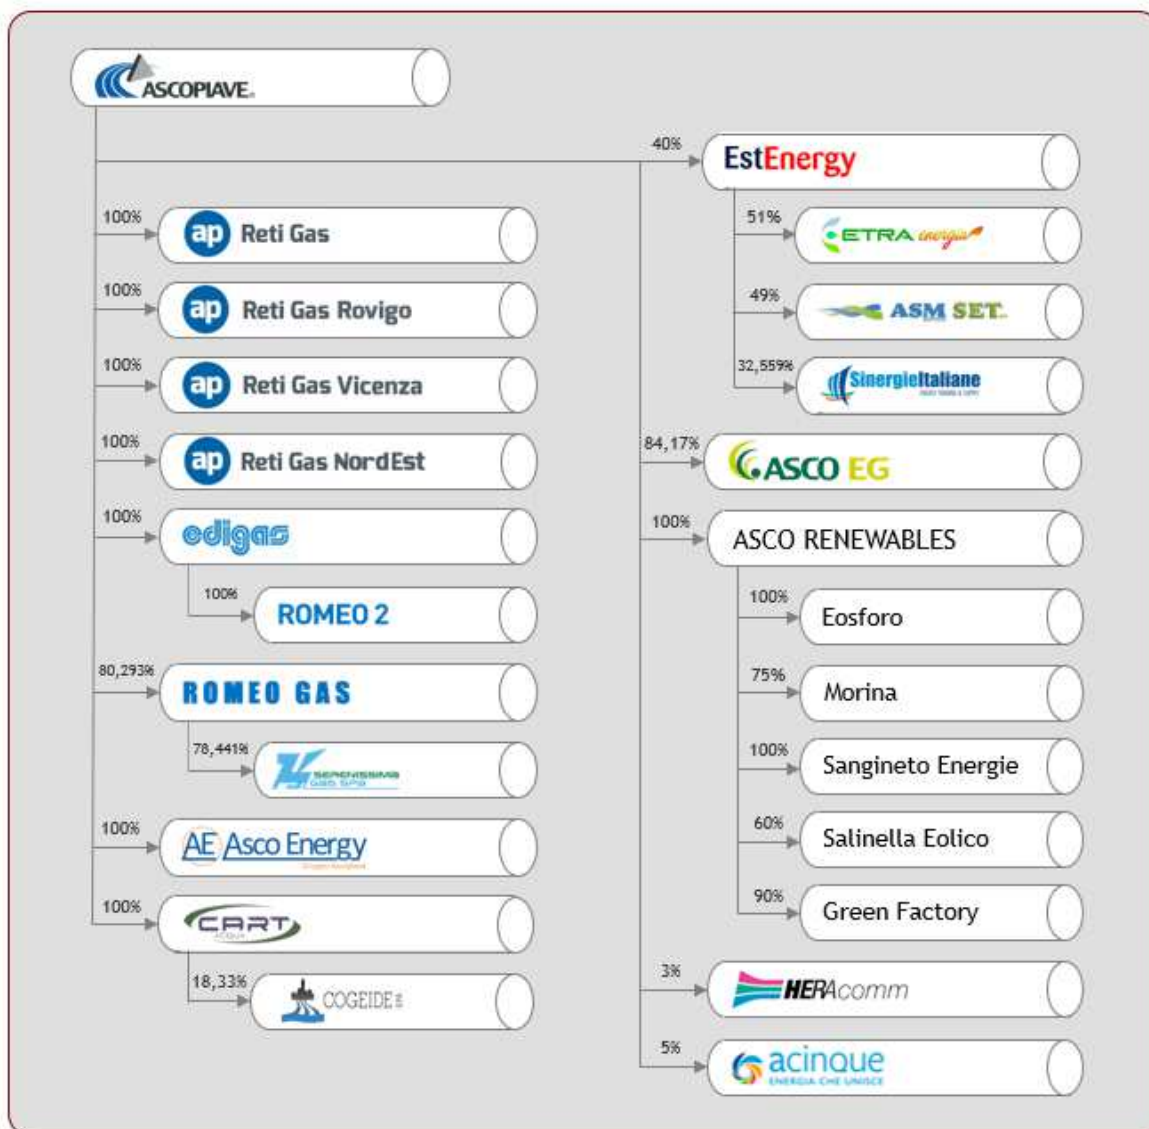 ASCOPIAVE
100%
ap Reti Gas
100%
ap Reti Gas Rovigo
100%
ap Reti Gas Vicenza
100%
ap Reti Gas NordEst
100%
edigas
100%
ROMEO 2
80,293%
ROMEO GAS
78,441%
SERENISSIMA
GAS SPA
100%
AE Asco Energy
100%
CART
ACQUA
18,33%
COGEIDE
40%
EstEnergy
51%
ETRA energia
49%
ASM SET
32,559%
SinergieItaliane
84,17%
ASCO EG
100%
ASCO RENEWABLES
100%
Eosforo
75%
Morina
100%
Sangineto Energie
60%
Salinella Eolico
90%
Green Factory
3%
HERAcomm
5%
acinque
ENERGIA CHE UNISCE